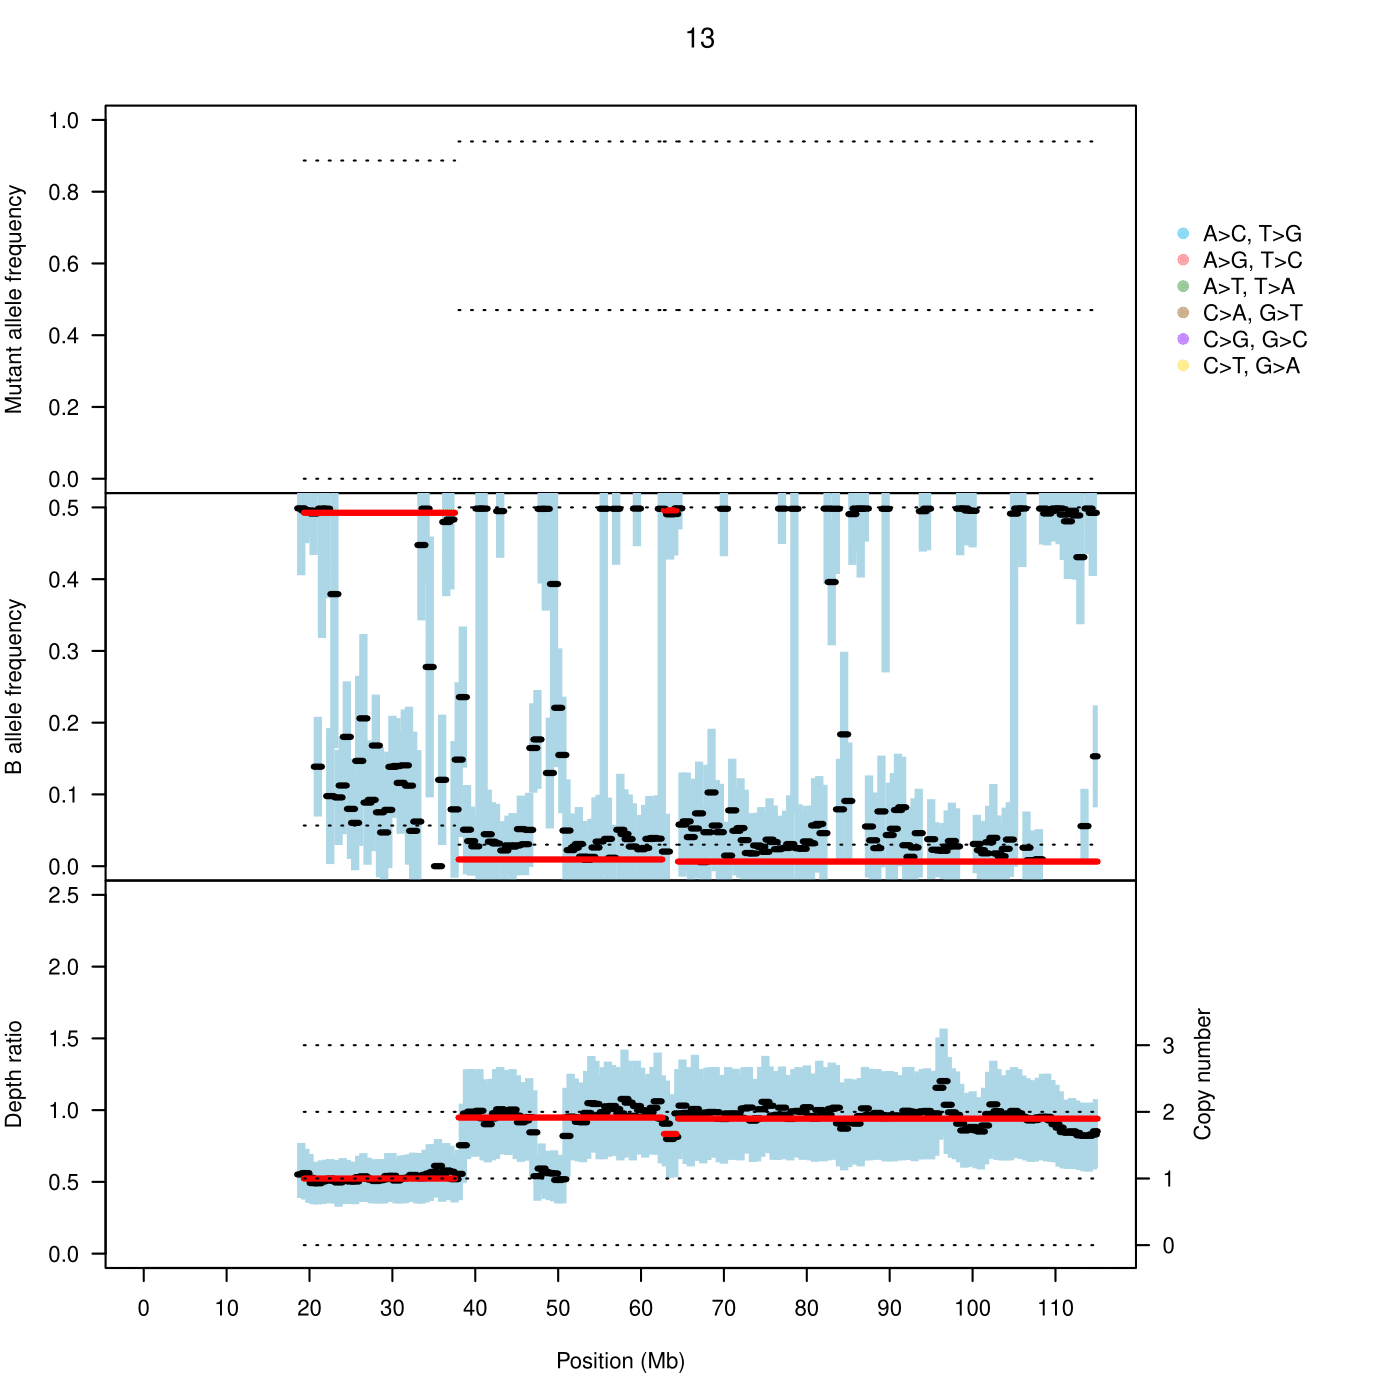 13
1.0
0.8
0.6
0.4
0.2
0.0
Mutant allele frequency
A>C, T>G
A>G, T>C
A>T, T>A
C>A, G>T
C>G, G>C
C>T, G>A
0.5
0.4
0.3
0.2
0.1
0.0
B allele frequency
2.5
2.0
1.5
1.0
0.5
0.0
Depth ratio
3
2
1
0
Copy number
0 10 20 30 40 50 60 70 80 90 100 110
Position (Mb)